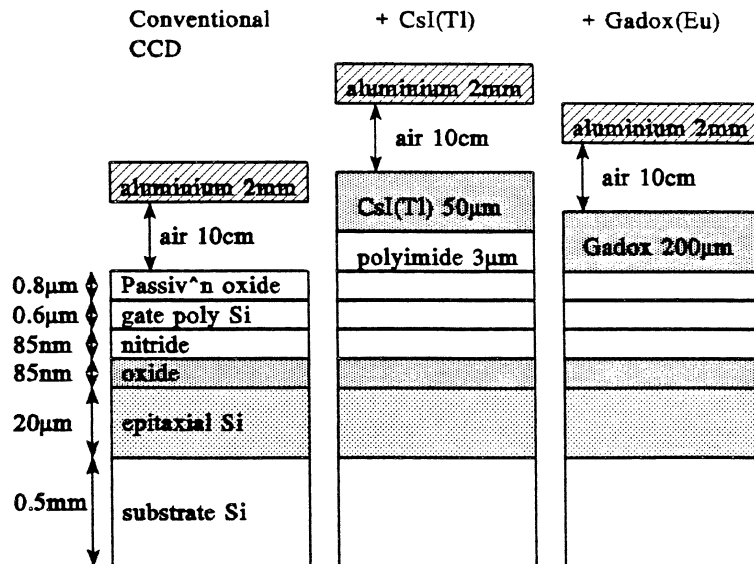 Conventional
CCD
+ CsI(Tl)
+ Gadox(Eu)
aluminium 2mm
air 10cm
aluminium 2mm
air 10cm
aluminium 2mm
air 10cm
CsI(Tl) 50μm
polyimide 3μm
Gadox 200μm
0.8μm
Passiv^n oxide
0.6μm
gate poly Si
85nm
nitride
85nm
oxide
20μm
epitaxial Si
0.5mm
substrate Si